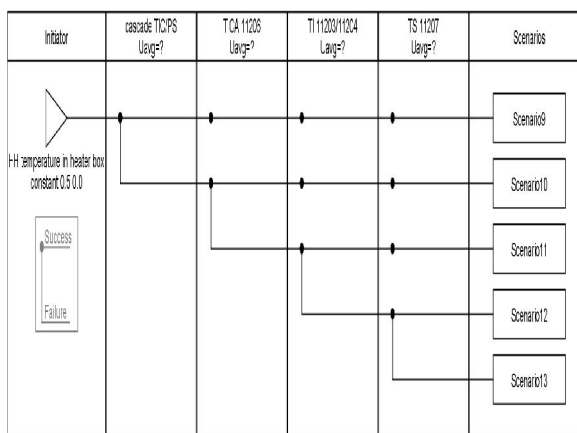 Initiator
cascade TIC/PS
Uavg=?
TCA 11206
Uavg=?
TI 11203/11204
Uavg=?
TS 11207
Uavg=?
Scenarios
HH temperature in heater box
constant 0.5 0.0
Success
Failure
Scenario9
Scenario10
Scenario11
Scenario12
Scenario13